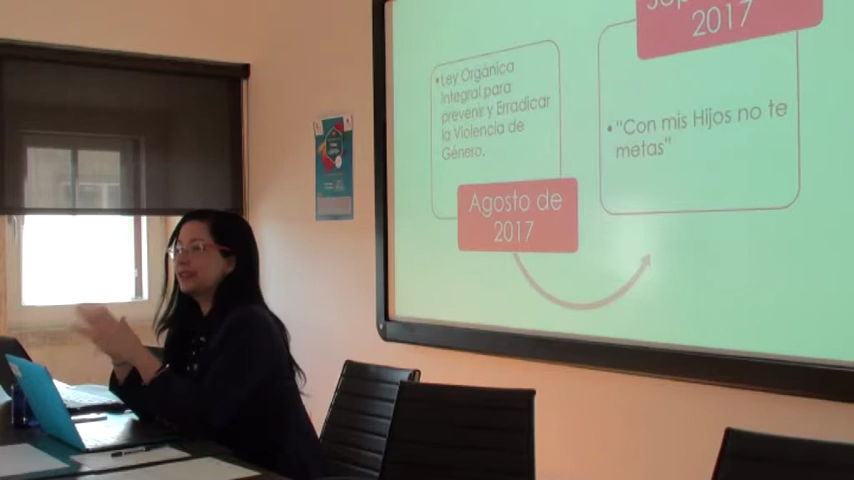 •Ley Orgánica
Integral para
prevenir y Erradicar
la Violencia de
Género.
Agosto de
2017
2017
• “Con mis Hijos no te
metas”